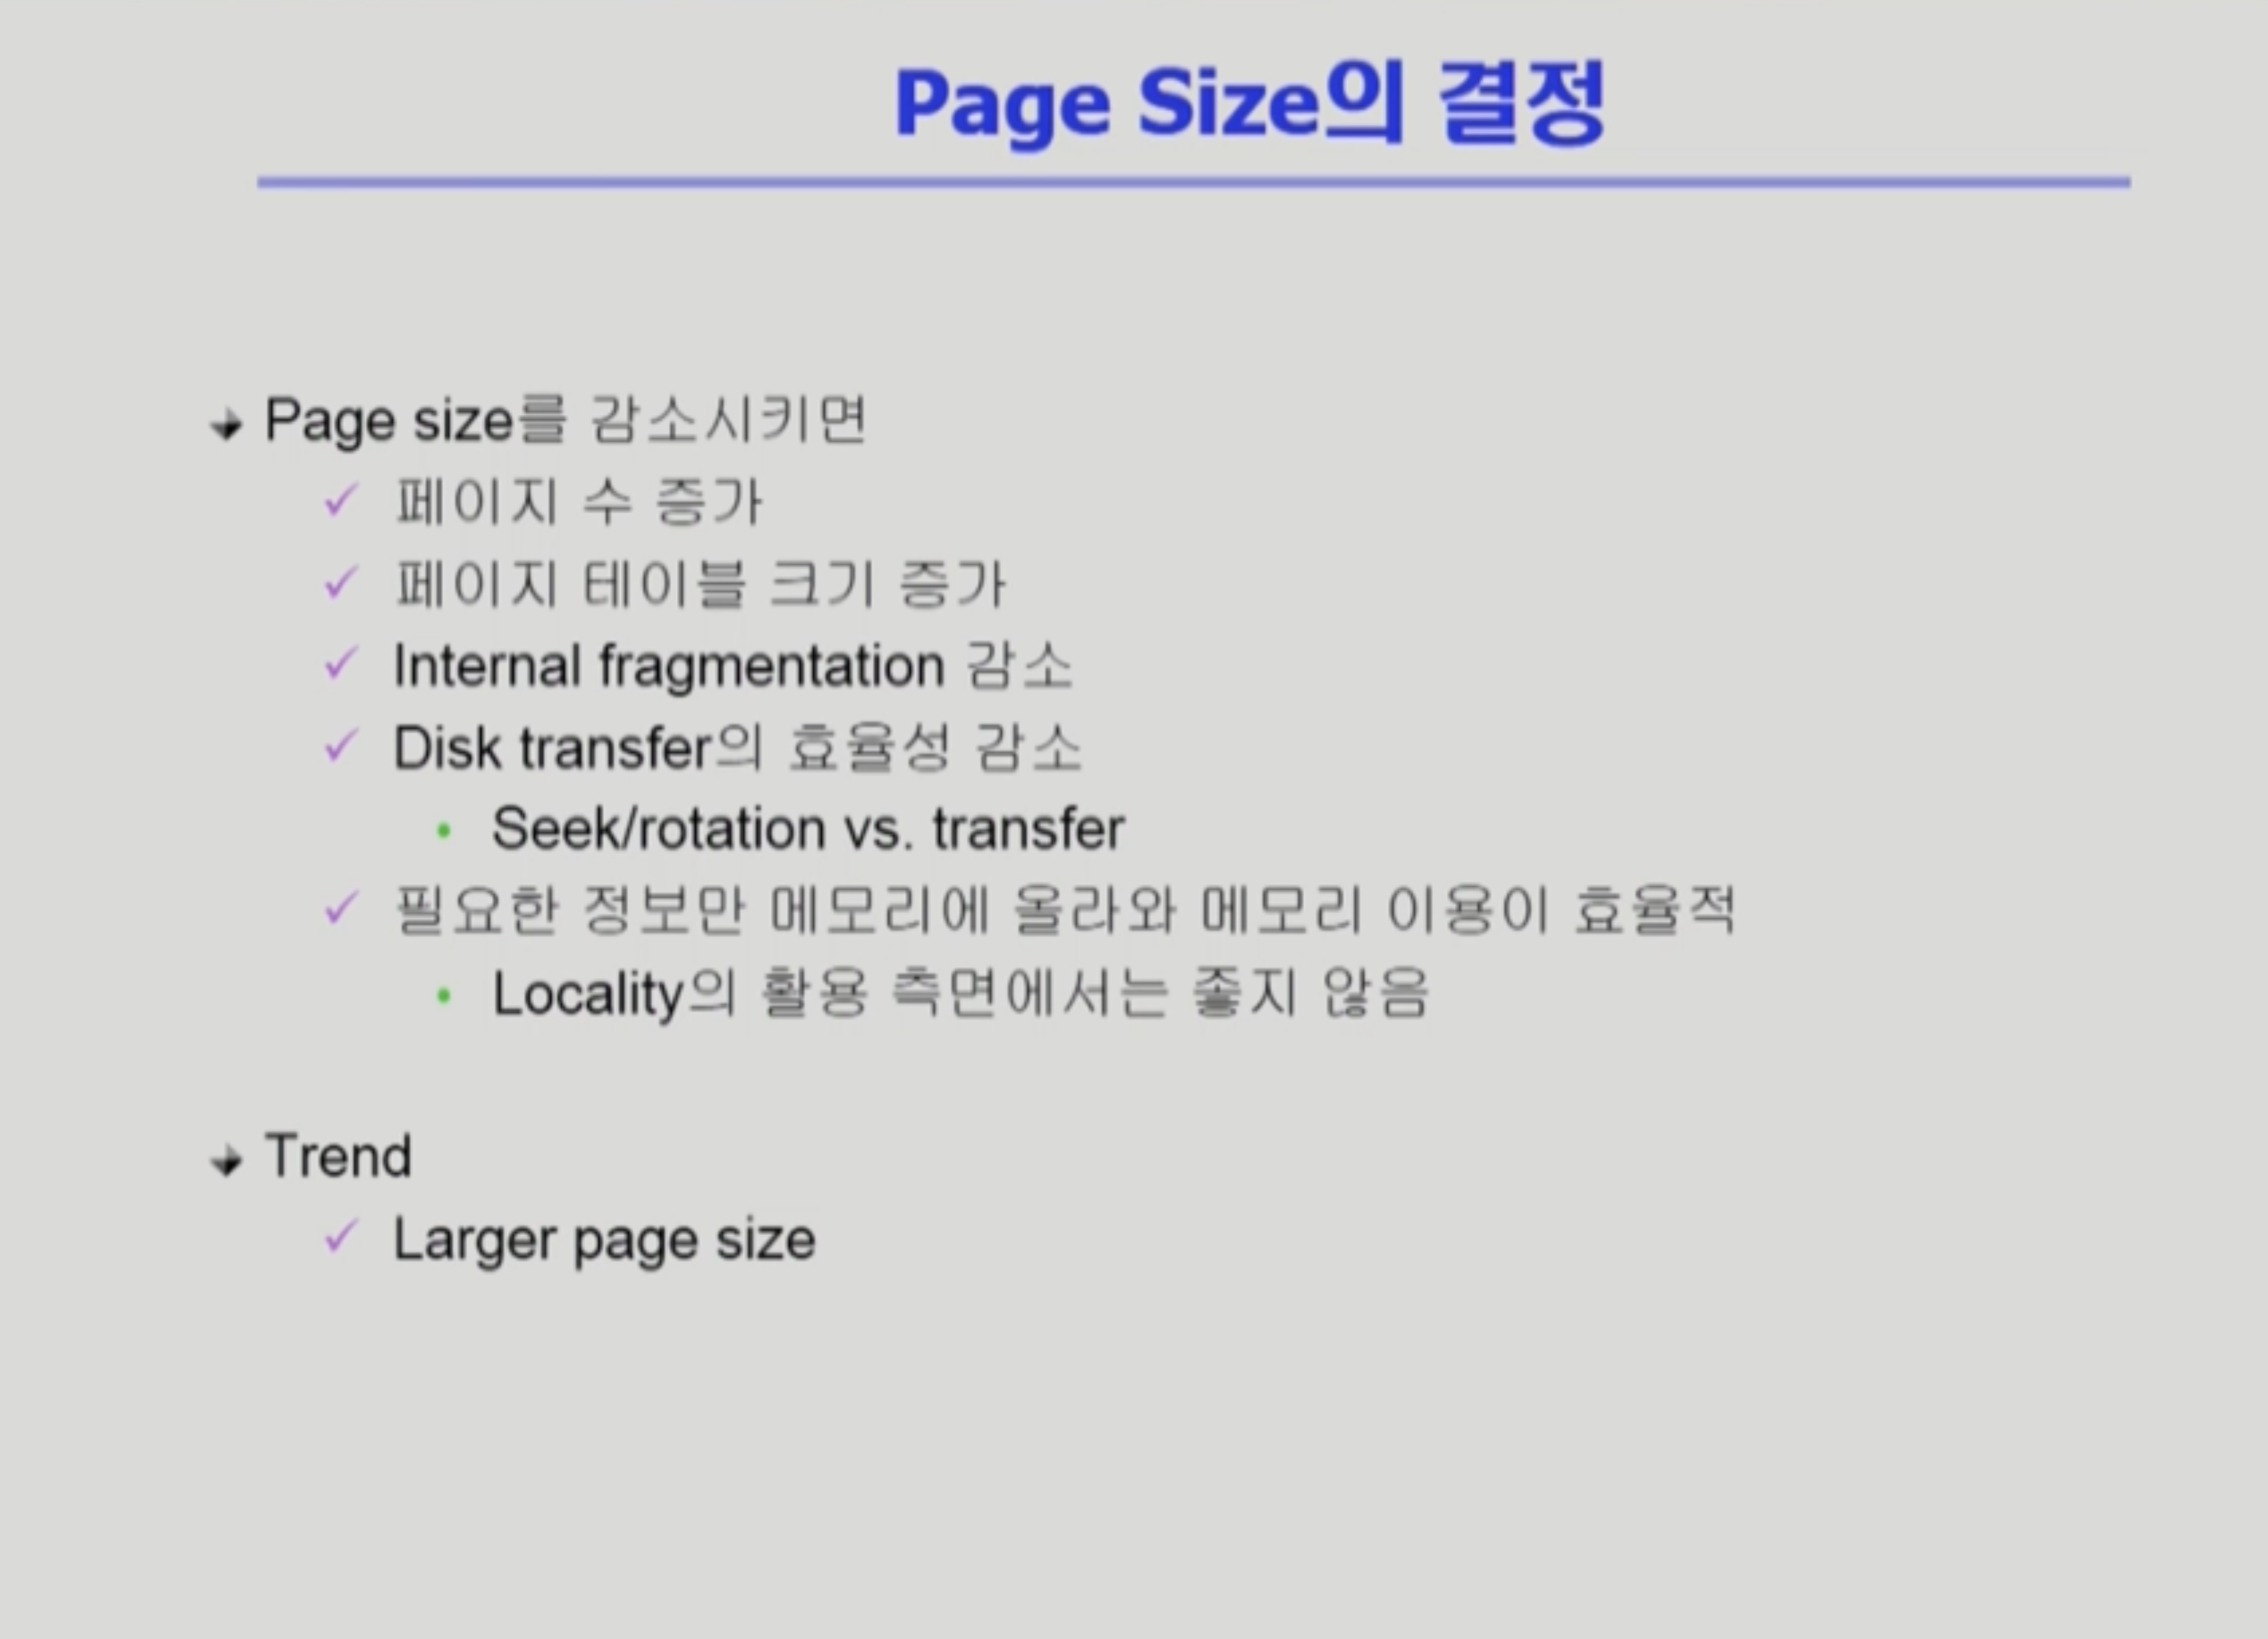 Page Size의 결정
Page size를 감소시키면
페이지 수 증가
페이지 테이블 크기 증가
Internal fragmentation 감소
Disk transfer의 효율성 감소
Seek/rotation vs. transfer
필요한 정보만 메모리에 올라와 메모리 이용이 효율적
Locality의 활용 측면에서는 좋지 않음
Trend
Larger page size